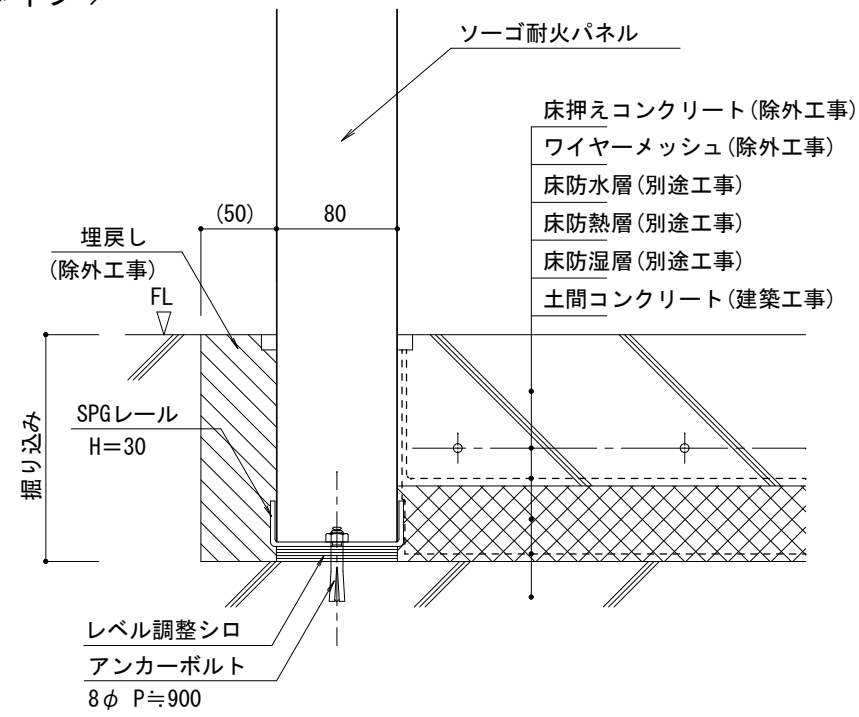 ソーゴ耐火パネル
床押えコンクリート(除外工事)
ワイヤーメッシュ(除外工事)
床防水層(別途工事)
床防熱層(別途工事)
床防湿層(別途工事)
土間コンクリート(建築工事)
(50)
80
埋戻し
(除外工事)
FL
掘り込み
SPGレール
H=30
レベル調整シロ
アンカーボルト
8φ P≒900